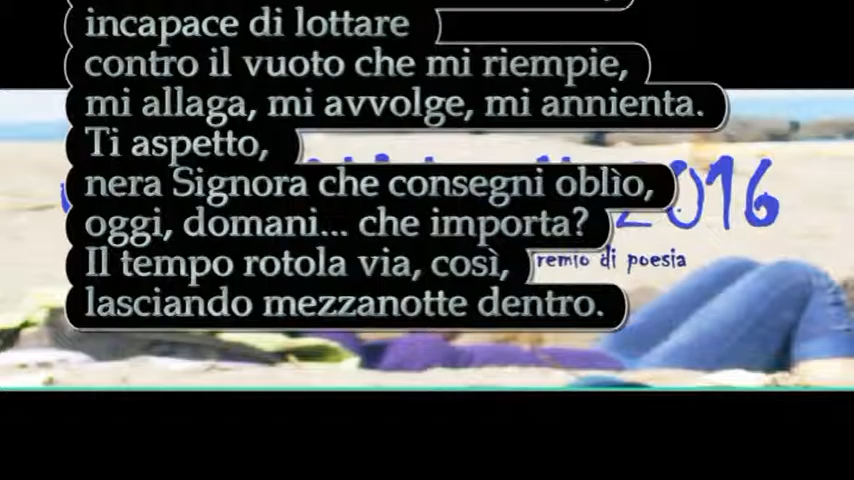 incapace di lottare
contro il vuoto che mi riempie,
mi allaga, mi avvolge, mi annienta.
Ti aspetto,
nera Signora che consegni oblìo,
2016
oggi, domani... che importa?
Il tempo rotola via, così,
remio di poesia
lasciando mezzanotte dentro.